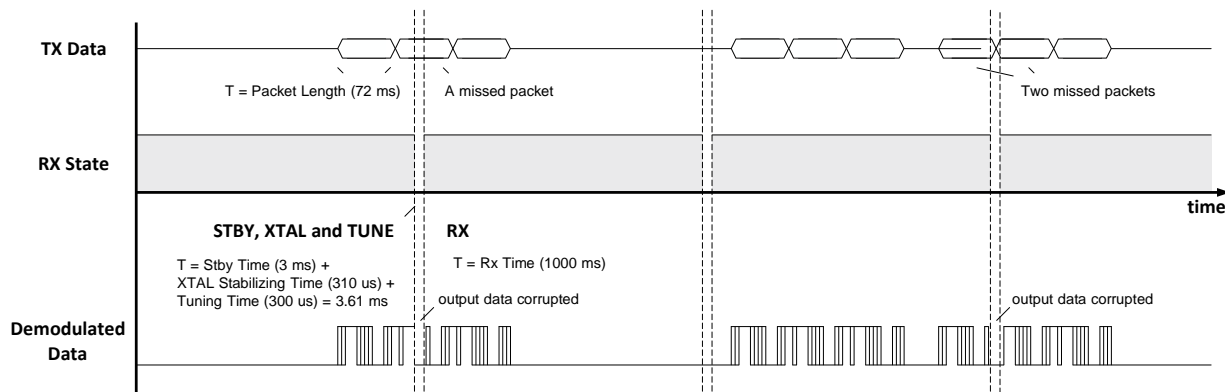 TX Data
T = Packet Length (72 ms)
A missed packet
Two missed packets
RX State
time
STBY, XTAL and TUNE
RX
T = Stby Time (3 ms) +
XTAL Stabilizing Time (310 us) +
Tuning Time (300 us) = 3.61 ms
T = Rx Time (1000 ms)
output data corrupted
output data corrupted
Demodulated
Data